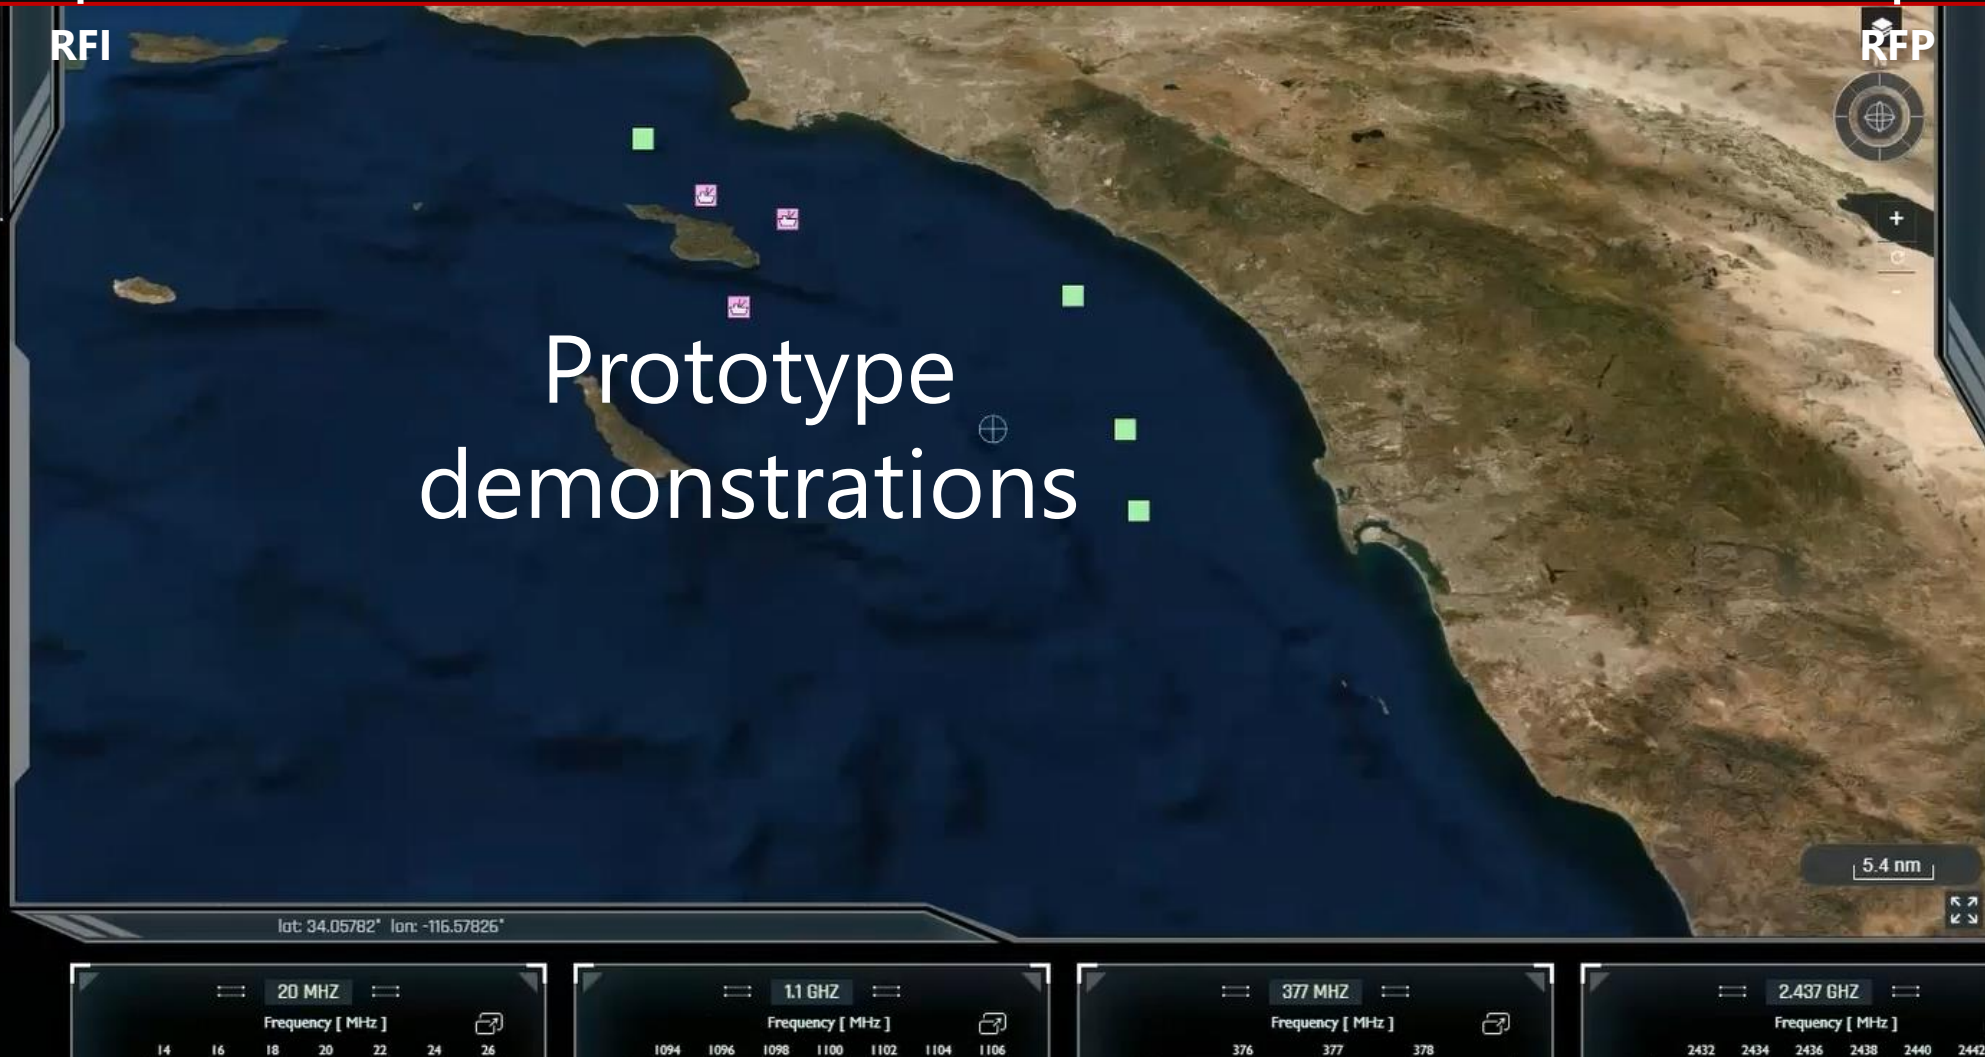 RFI
RFP
+
-
Prototype
demonstrations
5.4 nm
lat: 34.05782° lon: -116.57826°
20 MHZ
Frequency [ MHz ]
14 16 18 20 22 24 26
1.1 GHZ
Frequency [ MHz ]
1094 1096 1098 1100 1102 1104 1106
377 MHZ
Frequency [ MHz ]
376 377 378
2.437 GHZ
Frequency [ MHz ]
2432 2434 2436 2438 2440